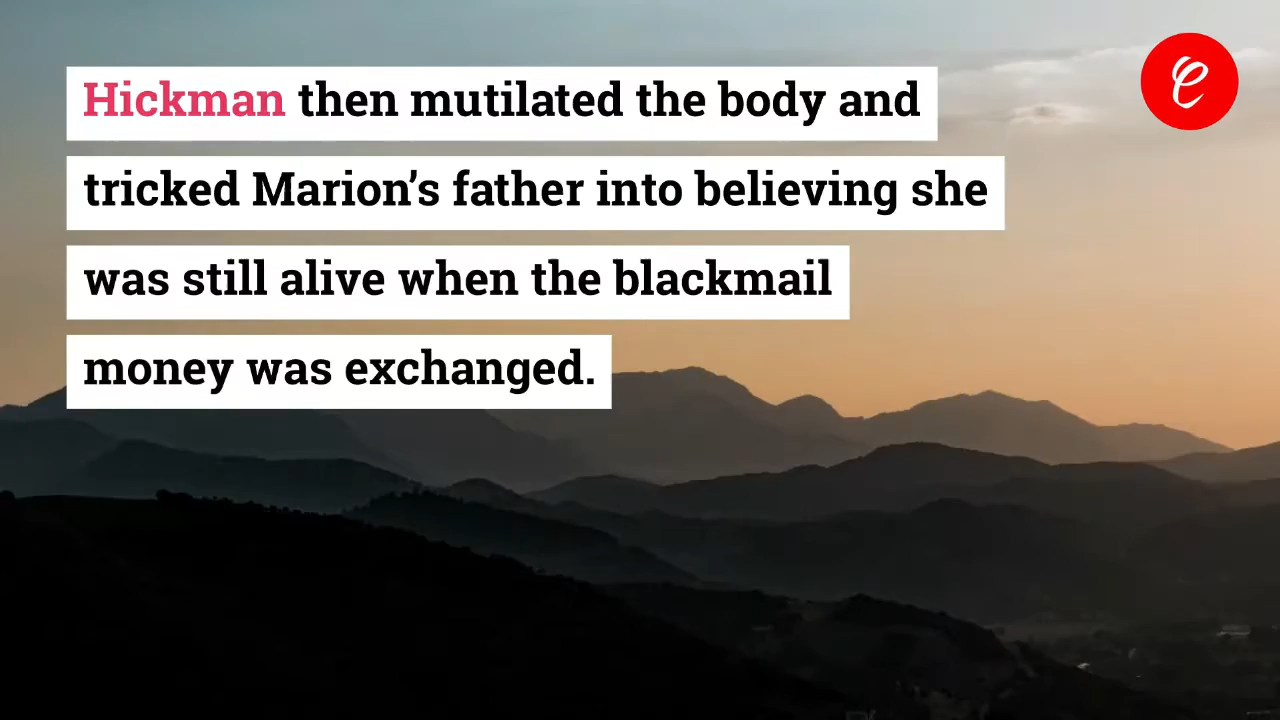 Hickman then mutilated the body and
tricked Marion’s father into believing she
was still alive when the blackmail
money was exchanged.